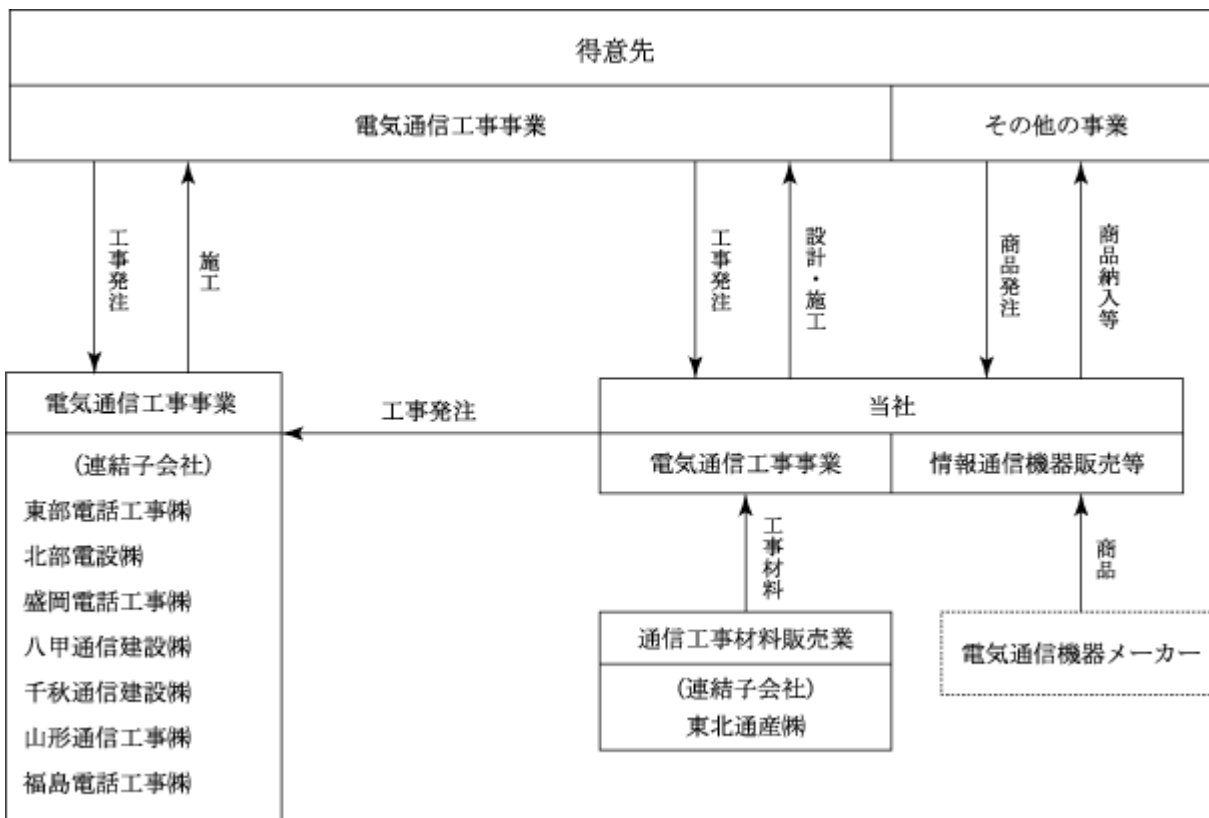 得意先
電気通信工事事業
その他の事業
工事発注
施工
工事発注
設計・施工
商品発注
商品納入等
電気通信工事事業
(連結子会社)
東部電話工事㈱
北部電設㈱
盛岡電話工事㈱
八甲通信建設㈱
千秋通信建設㈱
山形通信工事㈱
福島電話工事㈱
工事発注
当社
電気通信工事事業
情報通信機器販売等
工事材料
商品
通信工事材料販売業
(連結子会社)
東北通産㈱
電気通信機器メーカー